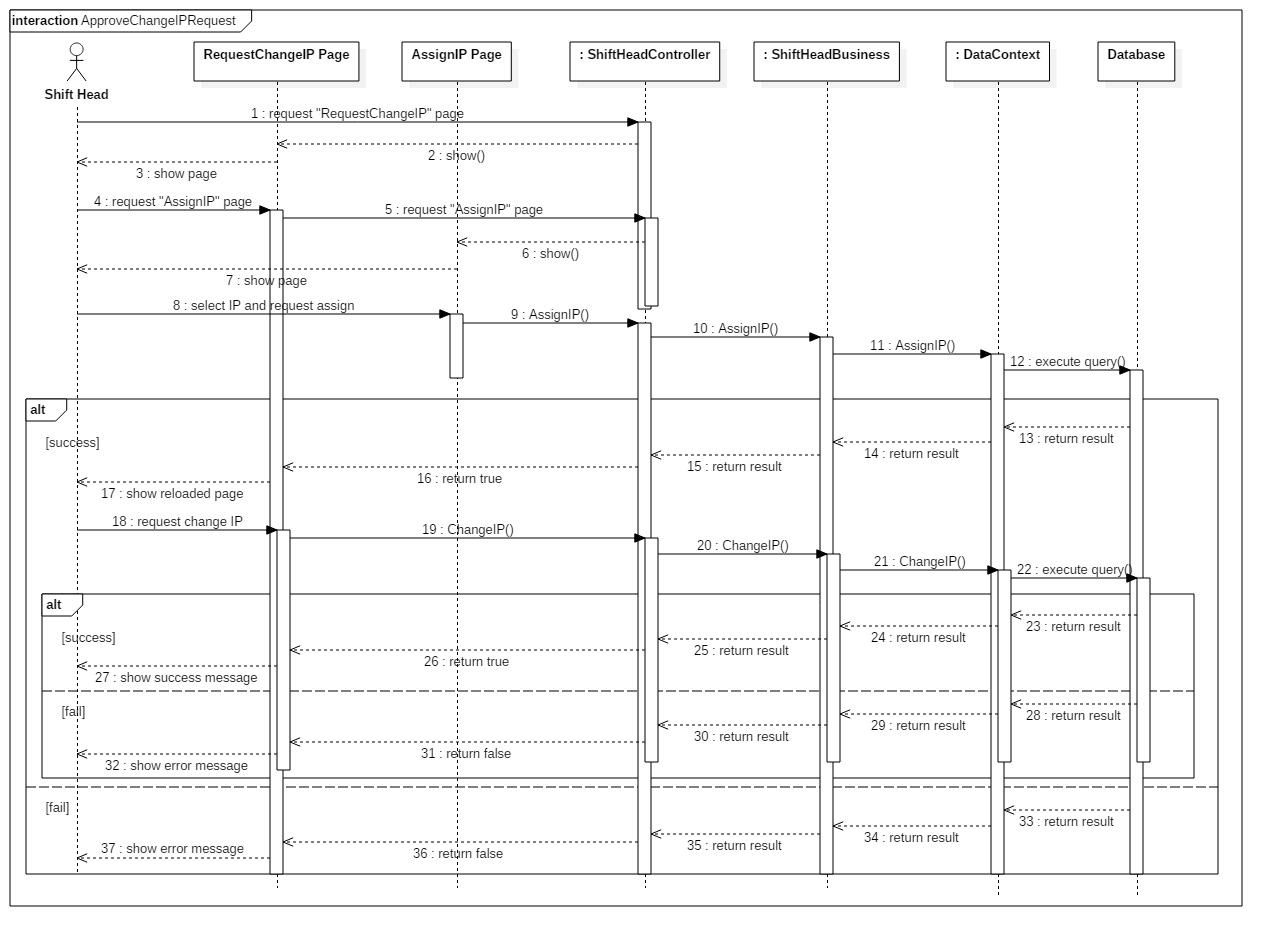 interaction ApproveChangeIPRequest
RequestChangeIP Page
AssignIP Page
: ShiftHeadController
: ShiftHeadBusiness
: DataContext
Database
Shift Head
1 : request "RequestChangeIP" page
2 : show()
3 : show page
4 : request "AssignIP" page
5 : request "AssignIP" page
6 : show()
7 : show page
8 : select IP and request assign
9 : AssignIP()
10 : AssignIP()
11 : AssignIP()
12 : execute query()
alt
[success]
13 : return result
14 : return result
15 : return result
16 : return true
17 : show reloaded page
18 : request change IP
19 : ChangeIP()
20 : ChangeIP()
21 : ChangeIP()
22 : execute query()
alt
[success]
23 : return result
24 : return result
25 : return result
26 : return true
27 : show success message
[fail]
28 : return result
29 : return result
30 : return result
31 : return false
32 : show error message
[fail]
33 : return result
34 : return result
35 : return result
36 : return false
37 : show error message